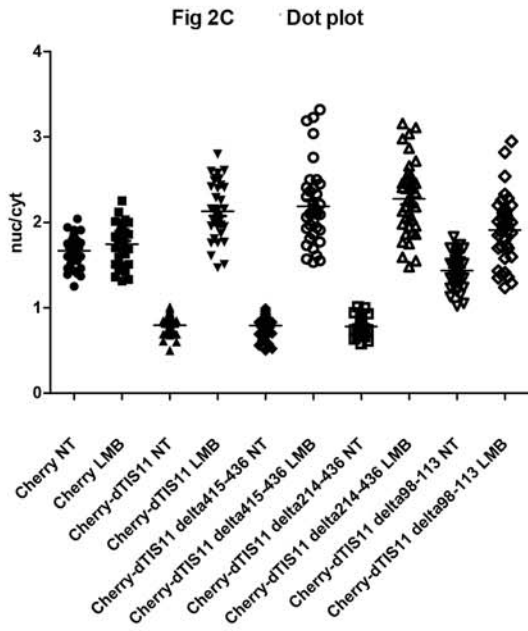 Fig 2C Dot plot
4
3
2
1
0
nuc/cyt
Cherry NT
Cherry LMB
Cherry-dTIS11 NT
Cherry-dTIS11 LMB
Cherry-dTIS11 delta415-436 NT
Cherry-dTIS11 delta415-436 LMB
Cherry-dTIS11 delta214-436 NT
Cherry-dTIS11 delta214-436 LMB
Cherry-dTIS11 delta98-113 NT
Cherry-dTIS11 delta98-113 LMB